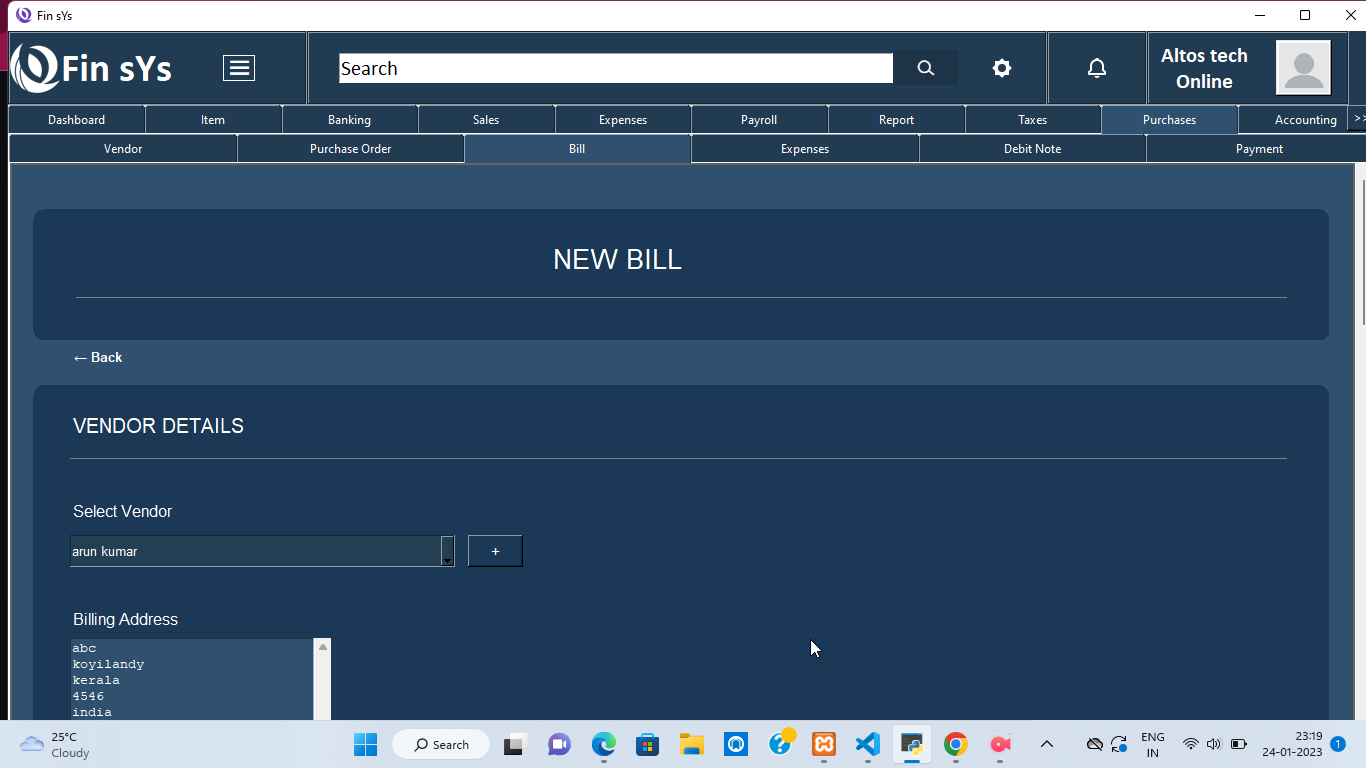 Fin sYs
Fin sYs
Search
Altos tech
Online
Dashboard Item Banking Sales Expenses Payroll Report Taxes Purchases Accounting >>
Vendor Purchase Order Bill Expenses Debit Note Payment
NEW BILL
← Back
VENDOR DETAILS
Select Vendor
arun kumar +
Billing Address
abc
koyilandy
kerala
4546
india
25°C
Cloudy
Search
ENG
IN
23:19
24-01-2023
1